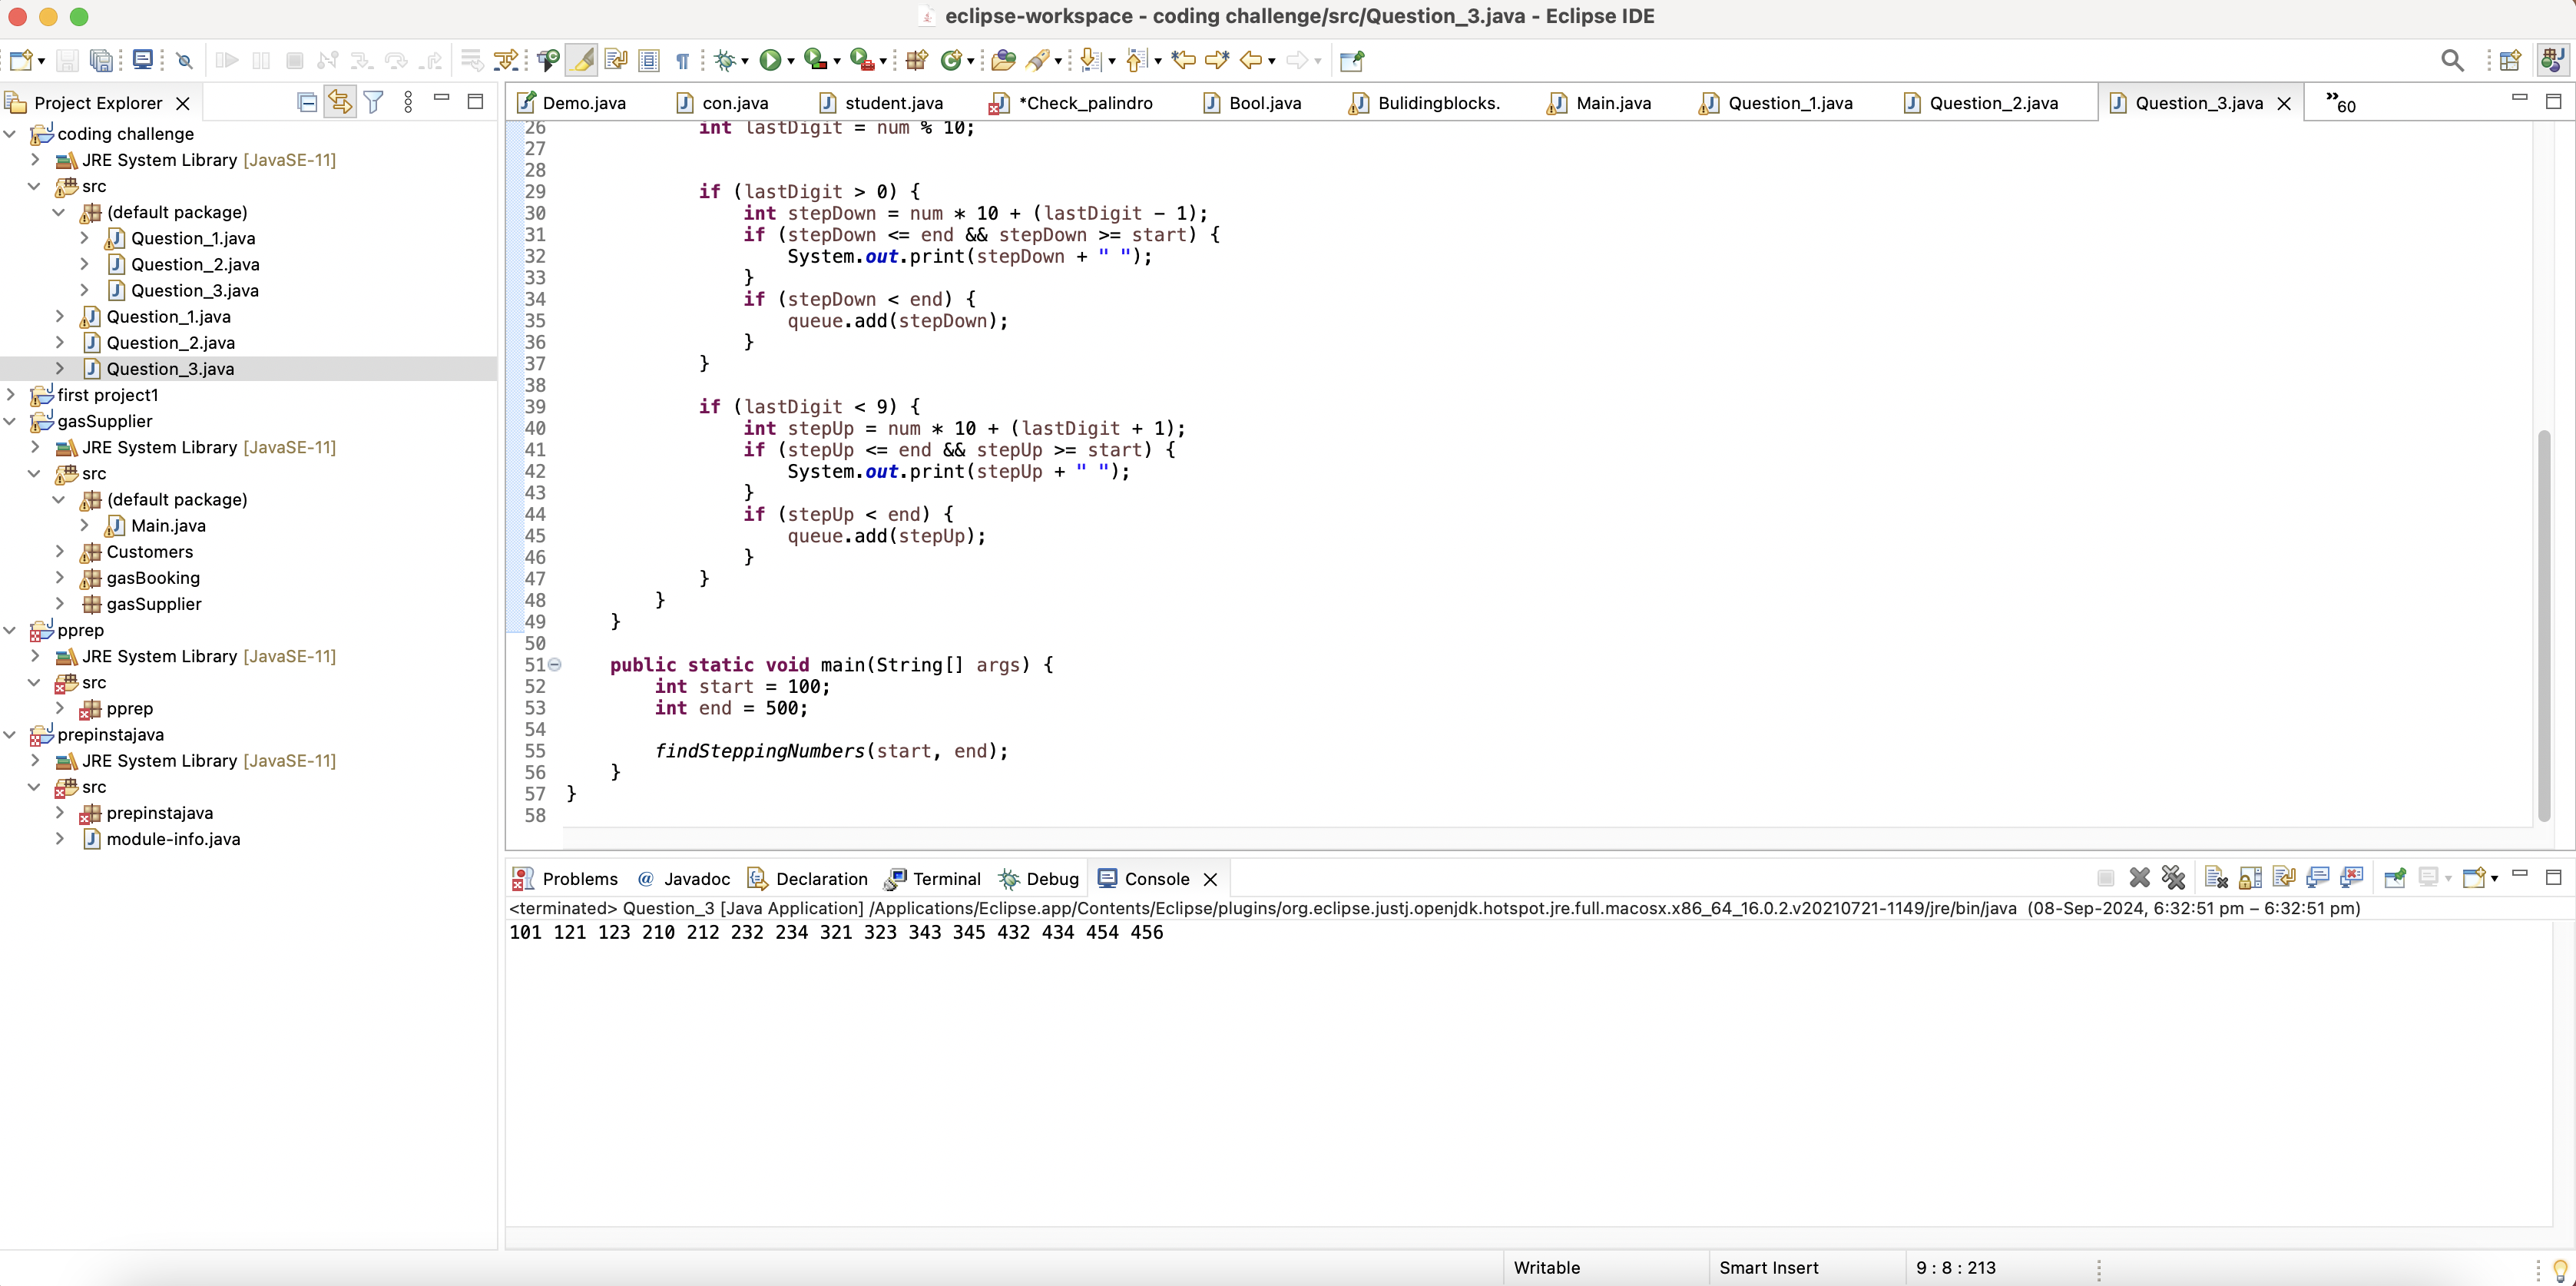 eclipse-workspace - coding challenge/src/Question_3.java - Eclipse IDE
Project Explorer
coding challenge
JRE System Library [JavaSE-11]
src
(default package)
Question_1.java
Question_2.java
Question_3.java
Question_1.java
Question_2.java
Question_3.java
first project1
gasSupplier
JRE System Library [JavaSE-11]
src
(default package)
Main.java
Customers
gasBooking
gasSupplier
pprep
JRE System Library [JavaSE-11]
src
pprep
prepinstajava
JRE System Library [JavaSE-11]
src
prepinstajava
module-info.java
Demo.java con.java student.java *Check_palindro Bool.java Bulidingblocks. Main.java Question_1.java Question_2.java Question_3.java »60
26 int lastDigit = num % 10;
27
28
29 if (lastDigit > 0) {
30 int stepDown = num * 10 + (lastDigit - 1);
31 if (stepDown <= end && stepDown >= start) {
32 System.out.print(stepDown + " ");
33 }
34 if (stepDown < end) {
35 queue.add(stepDown);
36 }
37 }
38
39 if (lastDigit < 9) {
40 int stepUp = num * 10 + (lastDigit + 1);
41 if (stepUp <= end && stepUp >= start) {
42 System.out.print(stepUp + " ");
43 }
44 if (stepUp < end) {
45 queue.add(stepUp);
46 }
47 }
48 }
49 }
50
51 public static void main(String[] args) {
52 int start = 100;
53 int end = 500;
54
55 findSteppingNumbers(start, end);
56 }
57 }
58
Problems @ Javadoc Declaration Terminal Debug Console
<terminated> Question_3 [Java Application] /Applications/Eclipse.app/Contents/Eclipse/plugins/org.eclipse.justj.openjdk.hotspot.jre.full.macosx.x86_64_16.0.2.v20210721-1149/jre/bin/java (08-Sep-2024, 6:32:51 pm – 6:32:51 pm)
101 121 123 210 212 232 234 321 323 343 345 432 434 454 456
Writable Smart Insert 9 : 8 : 213